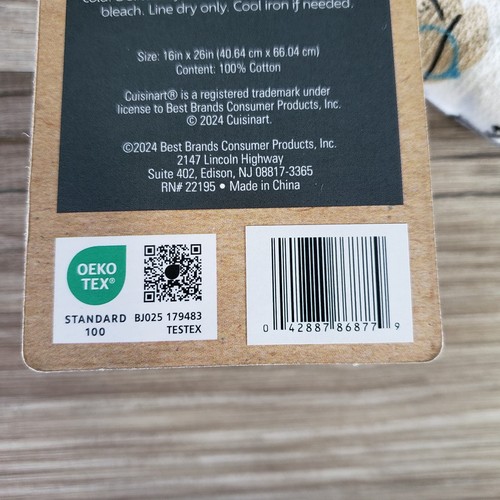 bleach. Line dry only. Cool iron if needed.
Size: 16in x 26in (40.64 cm x 66.04 cm)
Content: 100% Cotton
Cuisinart® is a registered trademark under
license to Best Brands Consumer Products, Inc.
© 2024 Cuisinart.
©2024 Best Brands Consumer Products, Inc.
2147 Lincoln Highway
Suite 402, Edison, NJ 08817-3365
RN# 22195 • Made in China
OEKO
TEX®
STANDARD
100
BJ025 179483
TESTEX
0 42887 86877 9